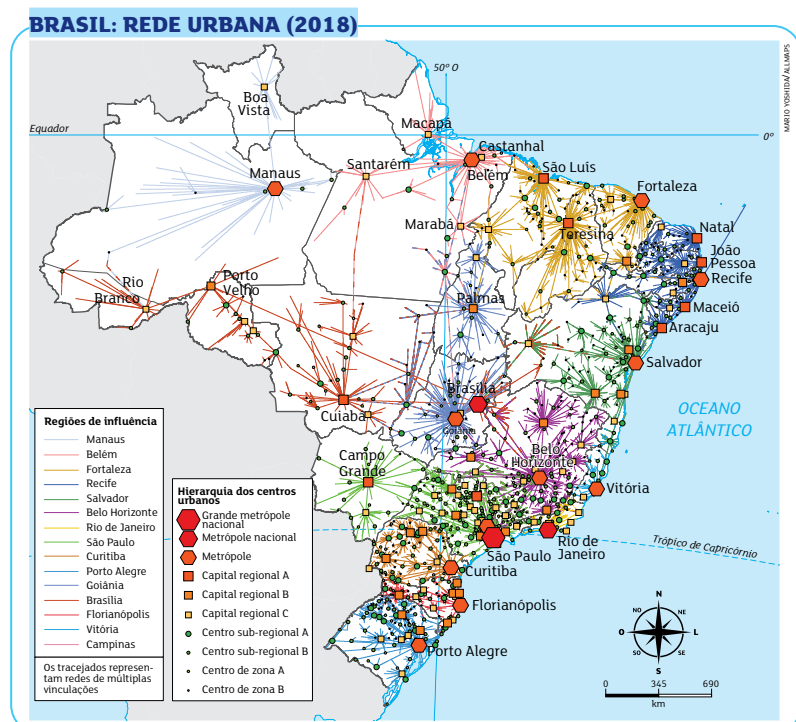 BRASIL: REDE URBANA (2018)
MARIO YOSHIDA/ALLMAPS
50° O
Boa
Vista
Equador
0°
Macapá
Castanhal
Santarém
Belém
São Luís
Manaus
Fortaleza
Marabá
Teresina
Natal
João
Pessoa
Rio
Branco
Porto
Velho
Recife
Palmas
Maceió
Aracaju
Salvador
Brasília
Cuiabá
Goiânia
OCEANO
ATLÂNTICO
Campo
Grande
Belo
Horizonte
Vitória
São Paulo
Rio de
Janeiro
Trópico de Capricórnio
Curitiba
Florianópolis
Porto Alegre
Regiões de influência
Manaus
Belém
Fortaleza
Recife
Salvador
Belo Horizonte
Rio de Janeiro
São Paulo
Curitiba
Porto Alegre
Goiânia
Brasília
Florianópolis
Vitória
Campinas
Os tracejados represen-
tam redes de múltiplas
vinculações
Hierarquia dos centros
urbanos
Grande metrópole
nacional
Metrópole nacional
Metrópole
Capital regional A
Capital regional B
Capital regional C
Centro sub-regional A
Centro sub-regional B
Centro de zona A
Centro de zona B
N
NO
NE
O
L
SO
SE
S
0 345 690
km